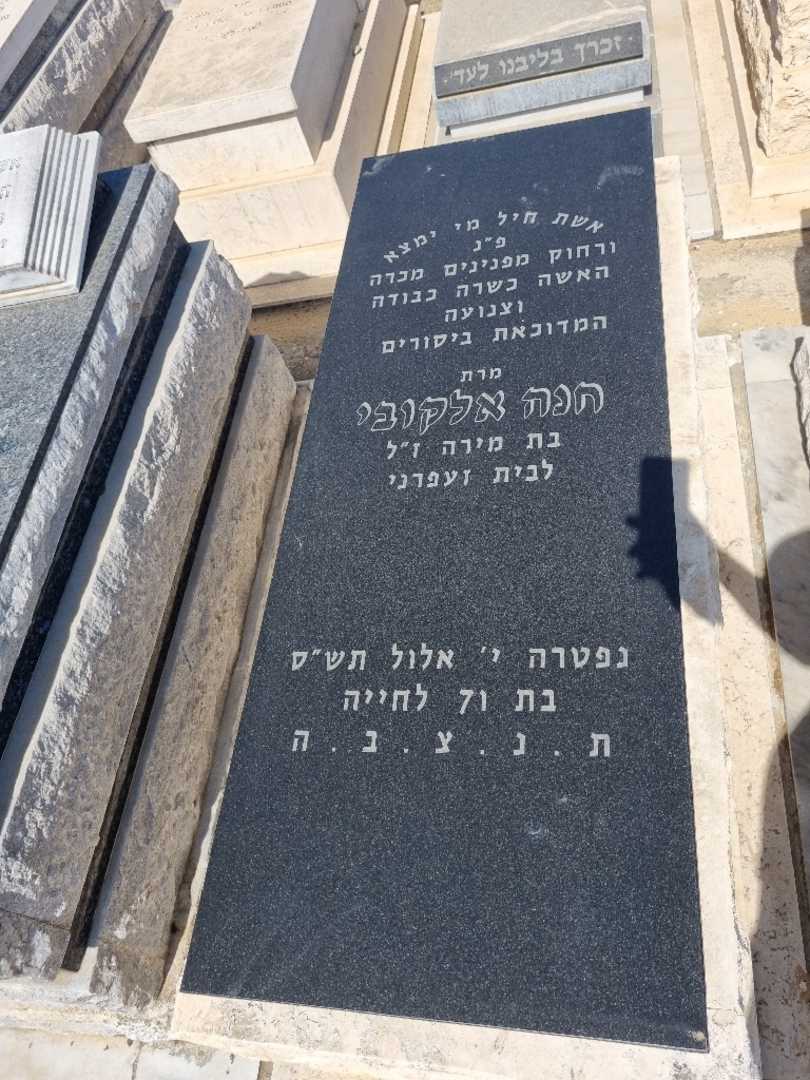 זכרך בליבנו לעד.
אשת חיל מי ימצא
פ״נ
ורחוק מפנינים מכרה
האשה כשרה כבודה
וצנועה
המדוכאת ביסורים
מרת
חנה אלקובי
בת מירה ז״ל
לבית זעפרני
נפטרה י׳ אלול תש״ס
בת 71 לחייה
ת . נ . צ . ב . ה